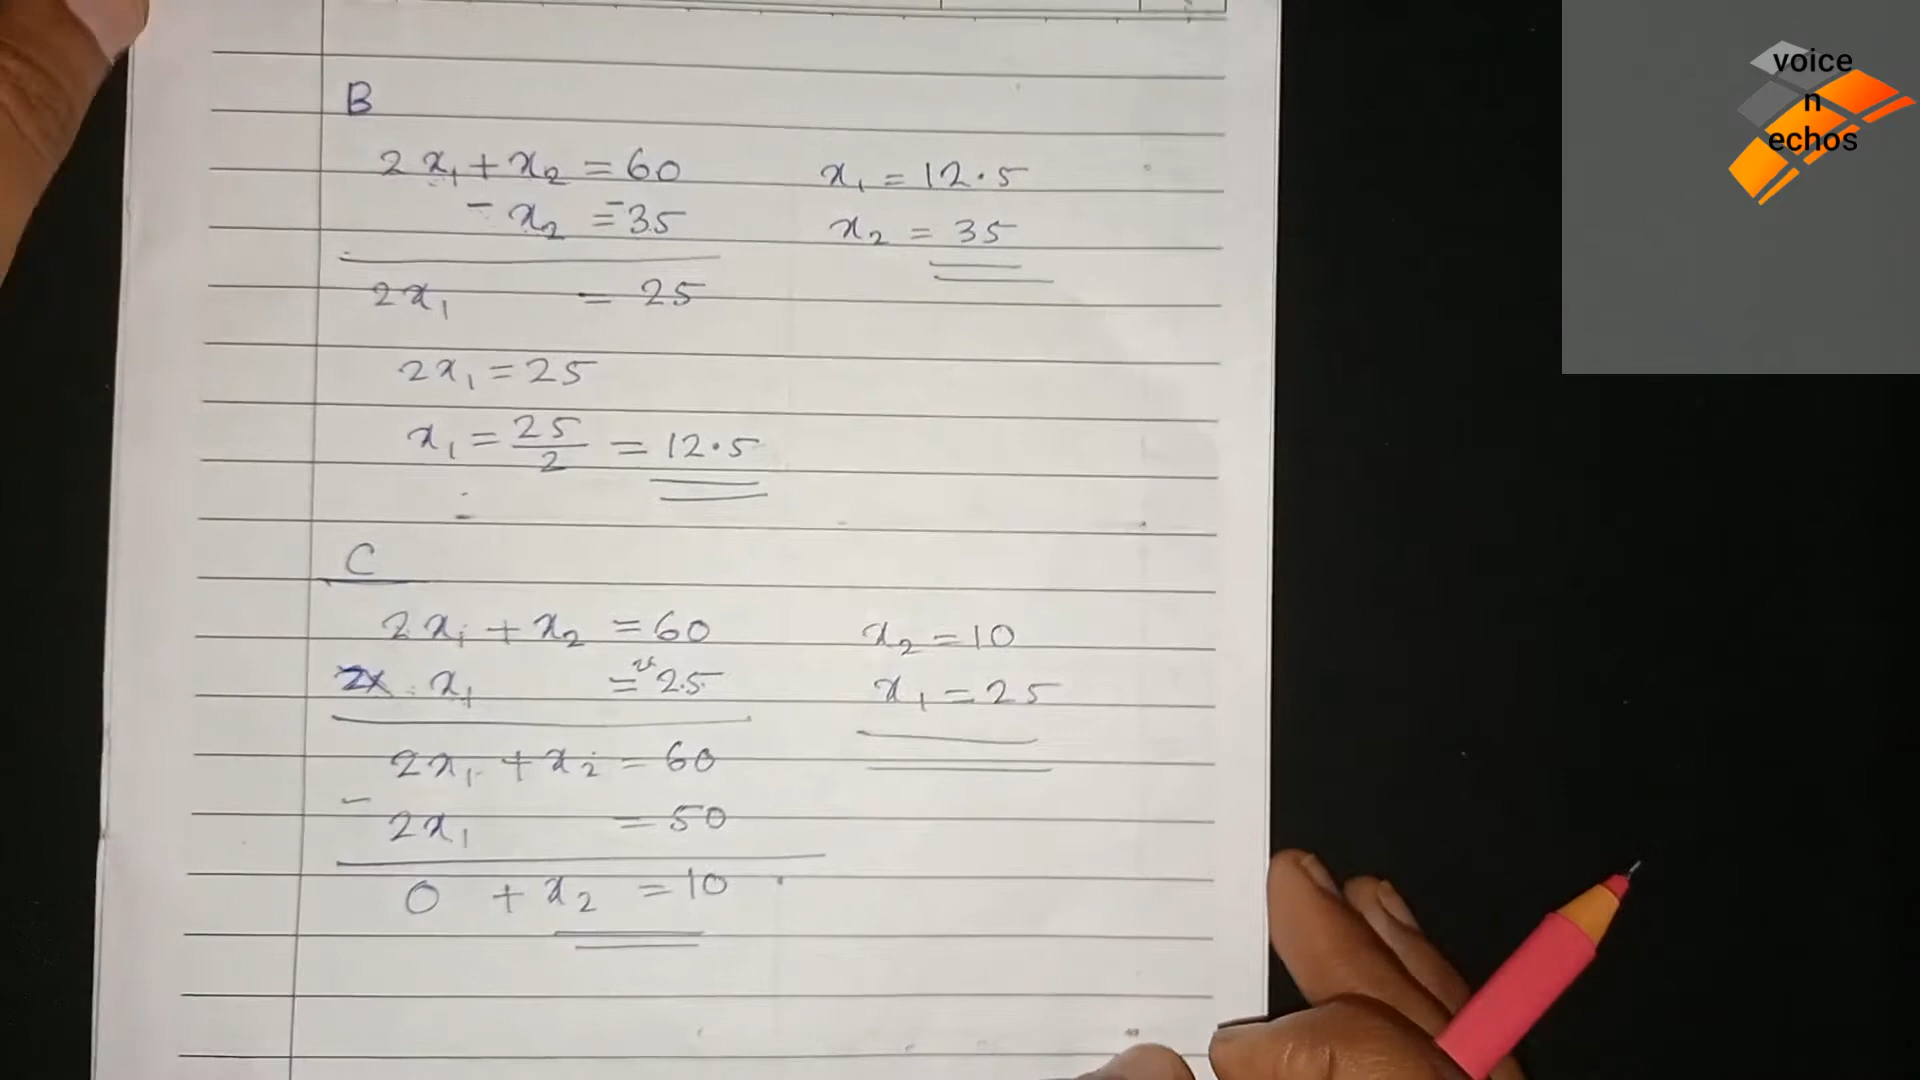 voice
n
echos
B
2x₁ + x₂ = 60
- x₂ = -35
2x₁ = 25
2x₁ = 25
x₁ = 25/2 = 12.5
x₁ = 12.5
x₂ = 35
C
2x₁ + x₂ = 60
x₁ = 25
2x₁ + x₂ = 60
- 2x₁ = 50
0 + x₂ = 10
x₂ = 10
x₁ = 25